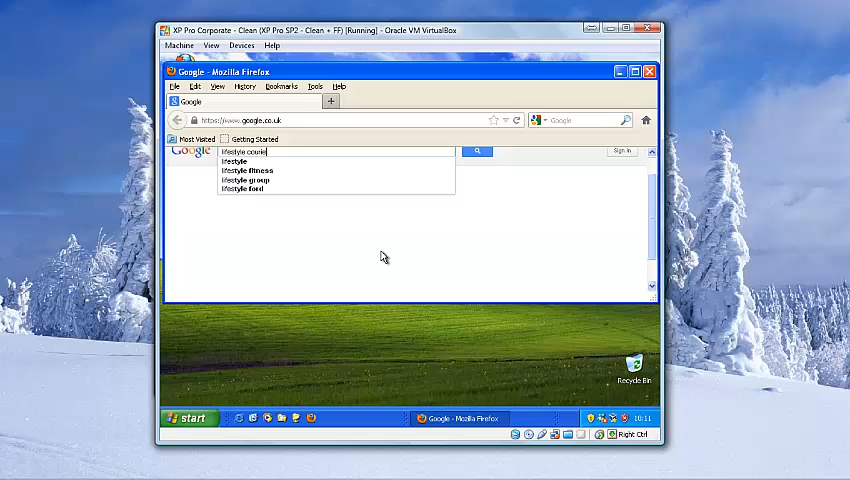 XP Pro Corporate - Clean (XP Pro SP2 - Clean + FF) [Running] - Oracle VM VirtualBox
Machine View Devices Help
Google - Mozilla Firefox
File Edit View History Bookmarks Tools Help
Google +
https://www.google.co.uk
Google
Most Visited Getting Started
Google lifestyle courie Sign in
lifestyle
lifestyle fitness
lifestyle group
lifestyle ford
Recycle Bin
start Google - Mozilla Firefox 10:11
Right Ctrl